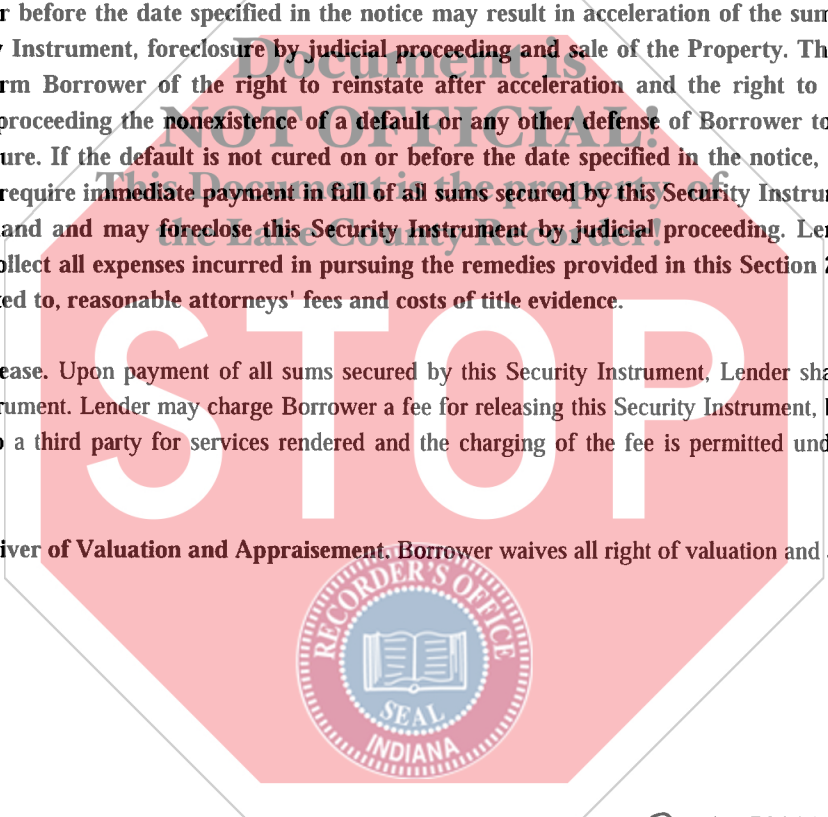 r before the date specified in the notice may result in acceleration of the sum
Instrument, foreclosure by judicial proceeding and sale of the Property. Th
rm Borrower of the right to reinstate after acceleration and the right to
proceeding the nonexistence of a default or any other defense of Borrower to
ure. If the default is not cured on or before the date specified in the notice,
require immediate payment in full of all sums secured by this Security Instru
and and may foreclose this Security Instrument by judicial proceeding. Le
ollect all expenses incurred in pursuing the remedies provided in this Section 2
ed to, reasonable attorneys' fees and costs of title evidence.
ease. Upon payment of all sums secured by this Security Instrument, Lender sha
rument. Lender may charge Borrower a fee for releasing this Security Instrument,
a third party for services rendered and the charging of the fee is permitted und
iver of Valuation and Appraisement. Borrower waives all right of valuation and
Document is
NOT OFFICIAL!
This Document is the property of
the Lake County Recorder!
STOP
RECORDER'S OFFICE
SEAL
INDIANA